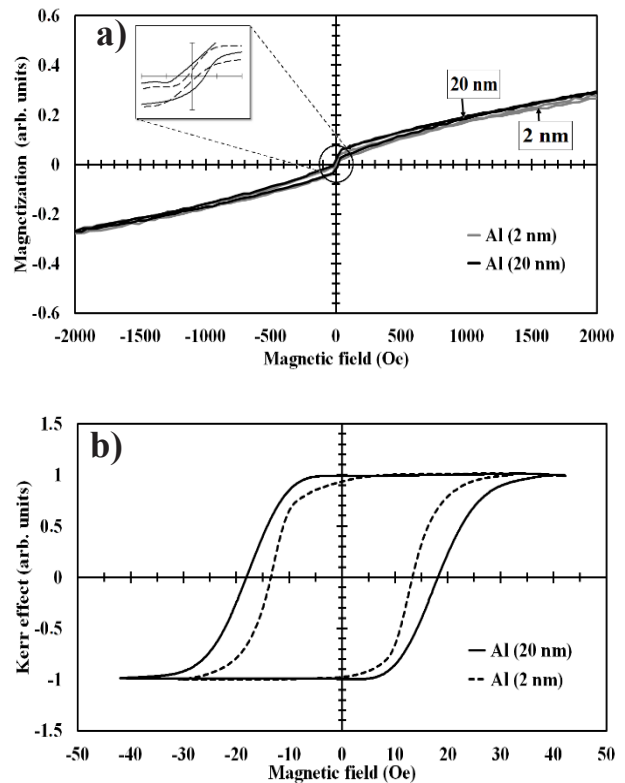 a)
0.6
0.4
0.2
0
-0.2
-0.4
-0.6
Magnetization (arb. units)
20 nm
2 nm
Al (2 nm)
Al (20 nm)
-2000 -1500 -1000 -500 0 500 1000 1500 2000
Magnetic field (Oe)
b)
1.5
1
0.5
0
-0.5
-1
-1.5
Kerr effect (arb. units)
Al (20 nm)
Al (2 nm)
-50 -40 -30 -20 -10 0 10 20 30 40 50
Magnetic field (Oe)